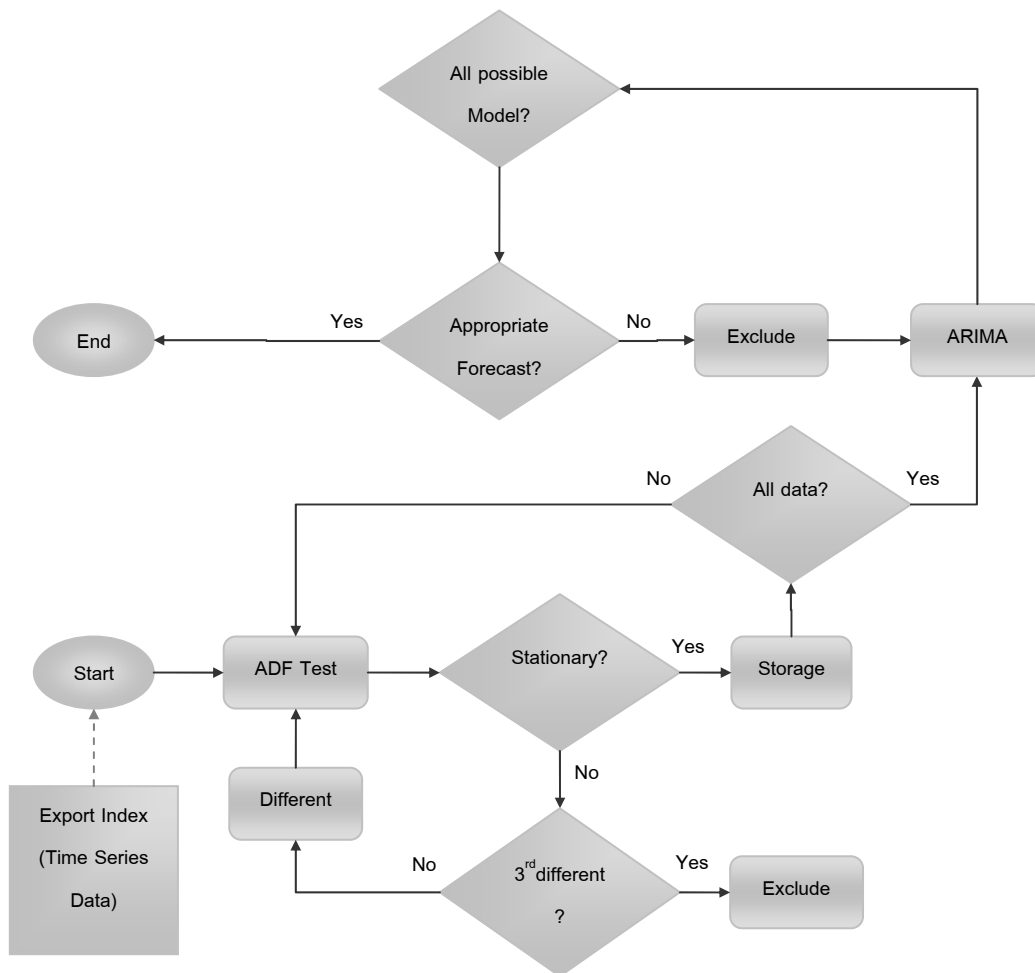 All possible
Model?
End
Yes
Appropriate
Forecast?
No
Exclude
ARIMA
No
All data?
Yes
Start
ADF Test
Stationary?
Yes
Storage
No
Export Index
(Time Series
Data)
Different
No
3rd different
?
Yes
Exclude